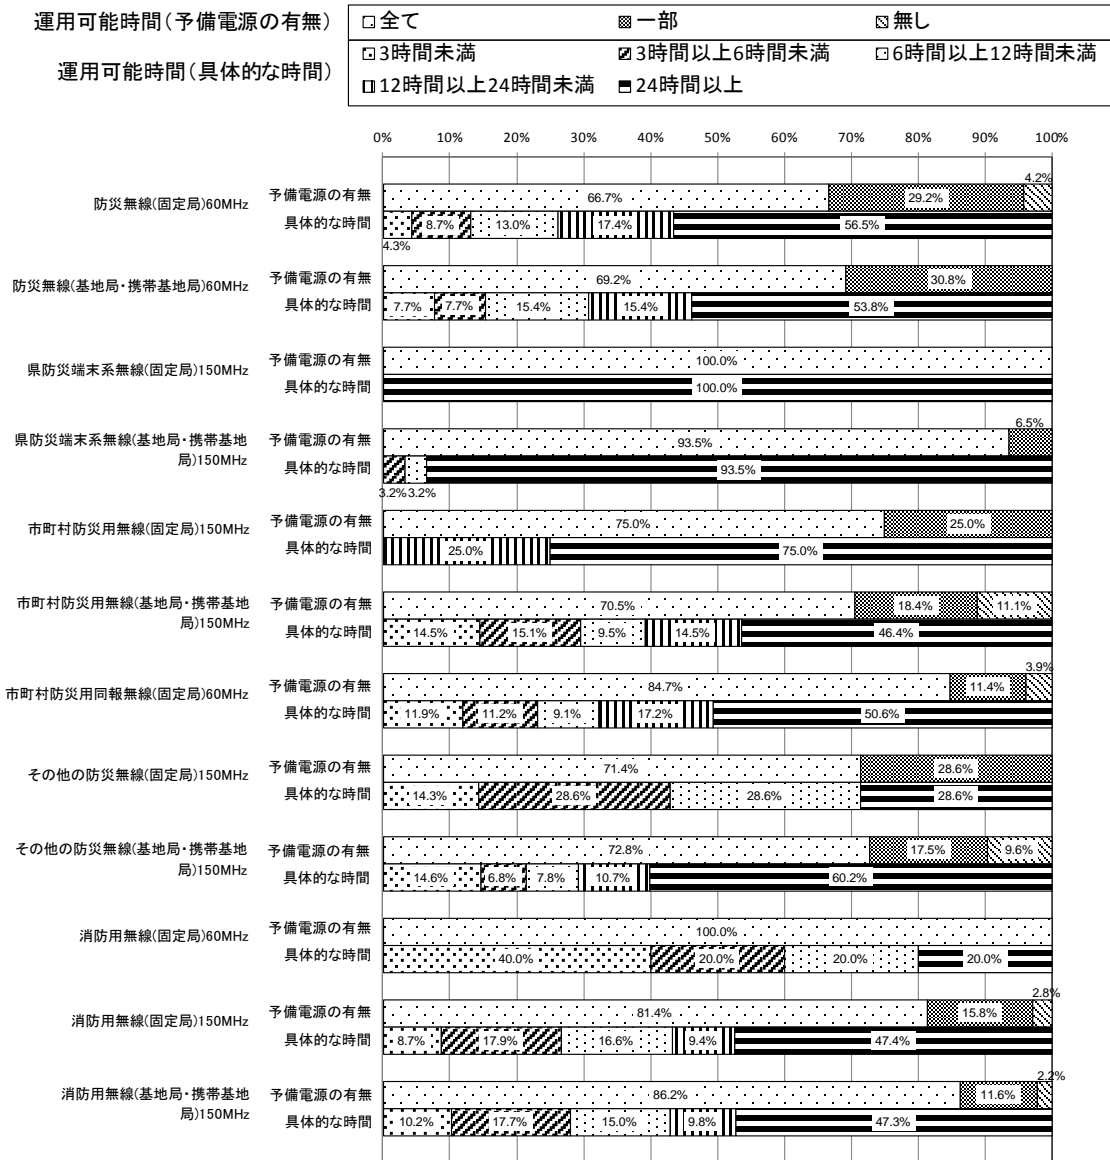 運用可能時間(予備電源の有無) 全て 一部 無し
運用可能時間(具体的な時間) 3時間未満 3時間以上6時間未満 6時間以上12時間未満
12時間以上24時間未満 24時間以上
0% 10% 20% 30% 40% 50% 60% 70% 80% 90% 100%
防災無線(固定局)60MHz
予備電源の有無 66.7% 29.2% 4.2%
具体的な時間 4.3% 8.7% 13.0% 17.4% 56.5%
防災無線(基地局・携帯基地局)60MHz
予備電源の有無 69.2% 30.8%
具体的な時間 7.7% 7.7% 15.4% 15.4% 53.8%
県防災端末系無線(固定局)150MHz
予備電源の有無 100.0%
具体的な時間 100.0%
県防災端末系無線(基地局・携帯基地
局)150MHz
予備電源の有無 93.5% 6.5%
具体的な時間 3.2% 3.2% 93.5%
市町村防災用無線(固定局)150MHz
予備電源の有無 75.0% 25.0%
具体的な時間 25.0% 75.0%
市町村防災用無線(基地局・携帯基地
局)150MHz
予備電源の有無 70.5% 18.4% 11.1%
具体的な時間 14.5% 15.1% 9.5% 14.5% 46.4%
市町村防災用同報無線(固定局)60MHz
予備電源の有無 84.7% 11.4% 3.9%
具体的な時間 11.9% 11.2% 9.1% 17.2% 50.6%
その他の防災無線(固定局)150MHz
予備電源の有無 71.4% 28.6%
具体的な時間 14.3% 28.6% 28.6% 28.6%
その他の防災無線(基地局・携帯基地
局)150MHz
予備電源の有無 72.8% 17.5% 9.6%
具体的な時間 14.6% 6.8% 7.8% 10.7% 60.2%
消防用無線(固定局)60MHz
予備電源の有無 100.0%
具体的な時間 40.0% 20.0% 20.0% 20.0%
消防用無線(固定局)150MHz
予備電源の有無 81.4% 15.8% 2.8%
具体的な時間 8.7% 17.9% 16.6% 9.4% 47.4%
消防用無線(基地局・携帯基地
局)150MHz
予備電源の有無 86.2% 11.6% 2.2%
具体的な時間 10.2% 17.7% 15.0% 9.8% 47.3%